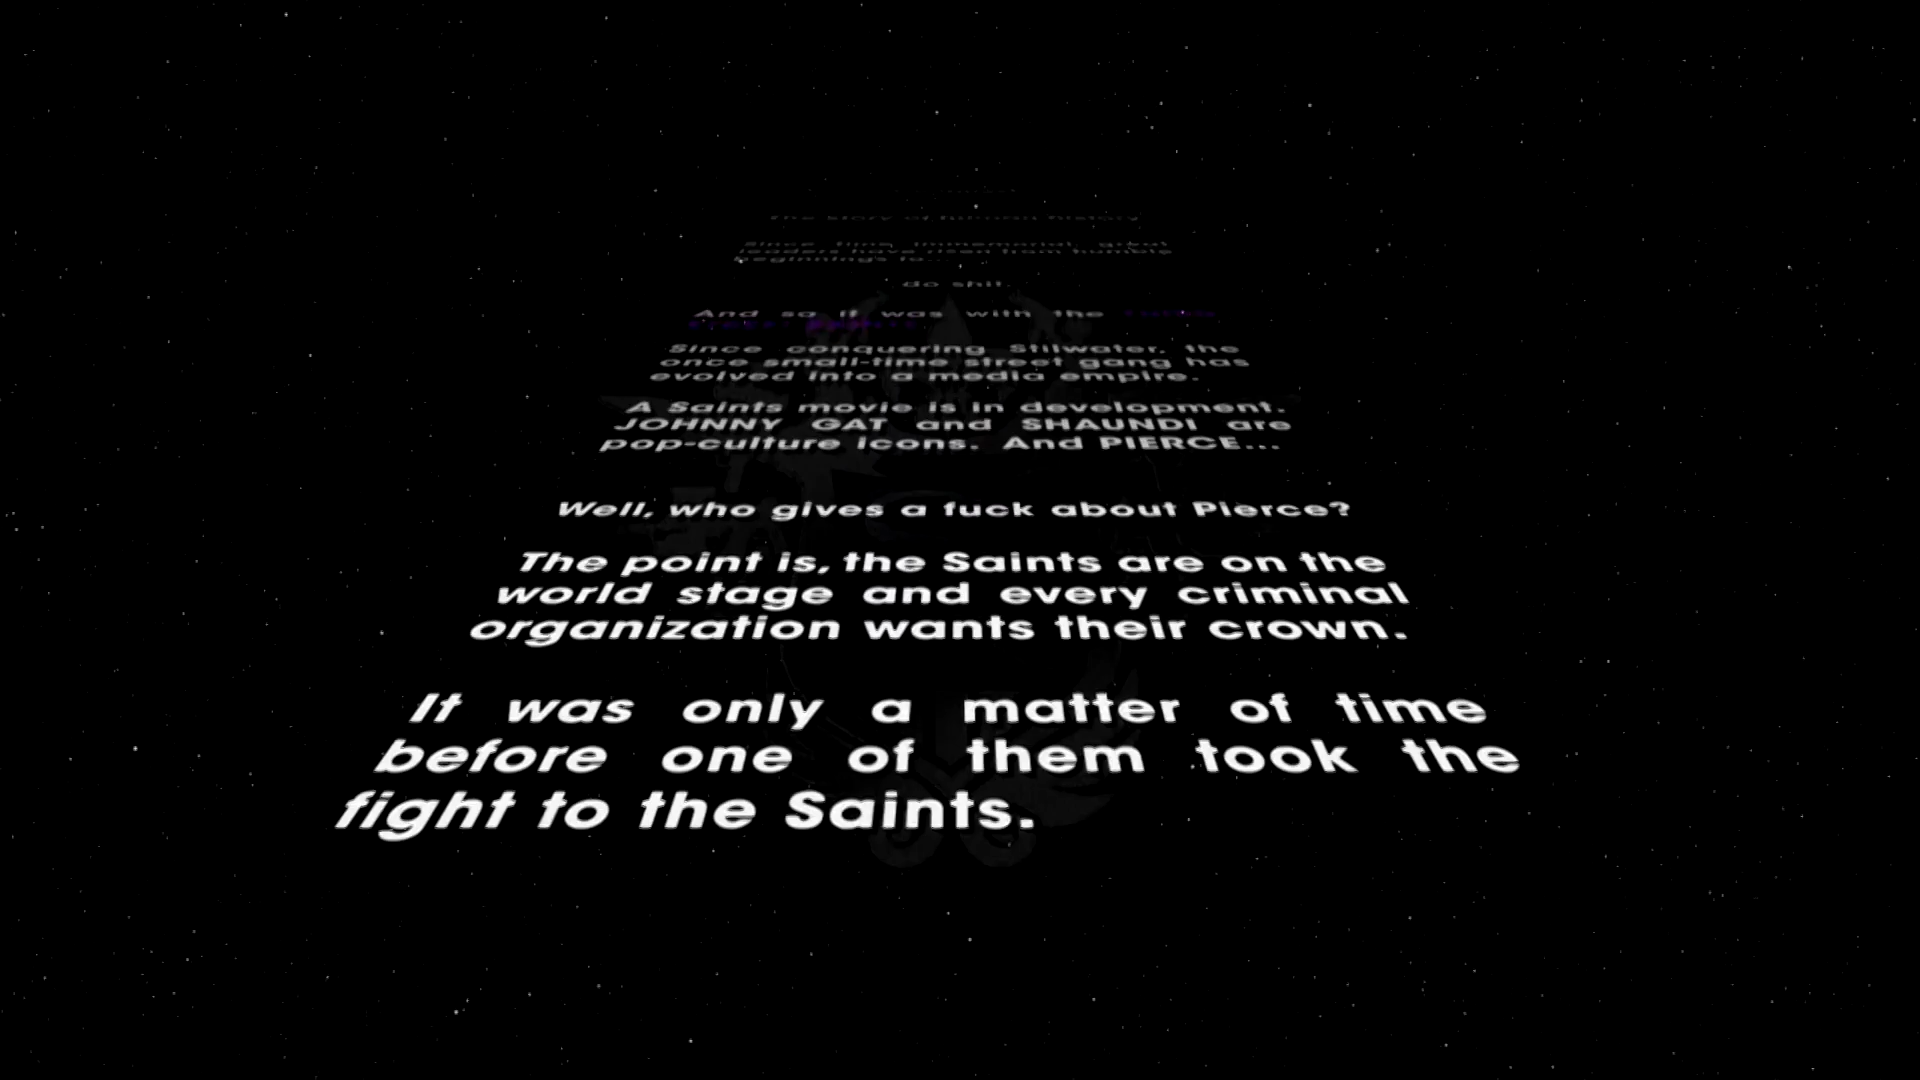 The story of human history
Since time immemorial, great
leaders have risen from humble
beginnings to...
do shit.
And so it was with the
Since conquering Stilwater, the
once small-time street gang has
evolved into a media empire.
A Saints movie is in development.
JOHNNY GAT and SHAUNDI are
pop-culture icons. And PIERCE...
Well, who gives a fuck about Pierce?
The point is, the Saints are on the
world stage and every criminal
organization wants their crown.
It was only a matter of time
before one of them took the
fight to the Saints.